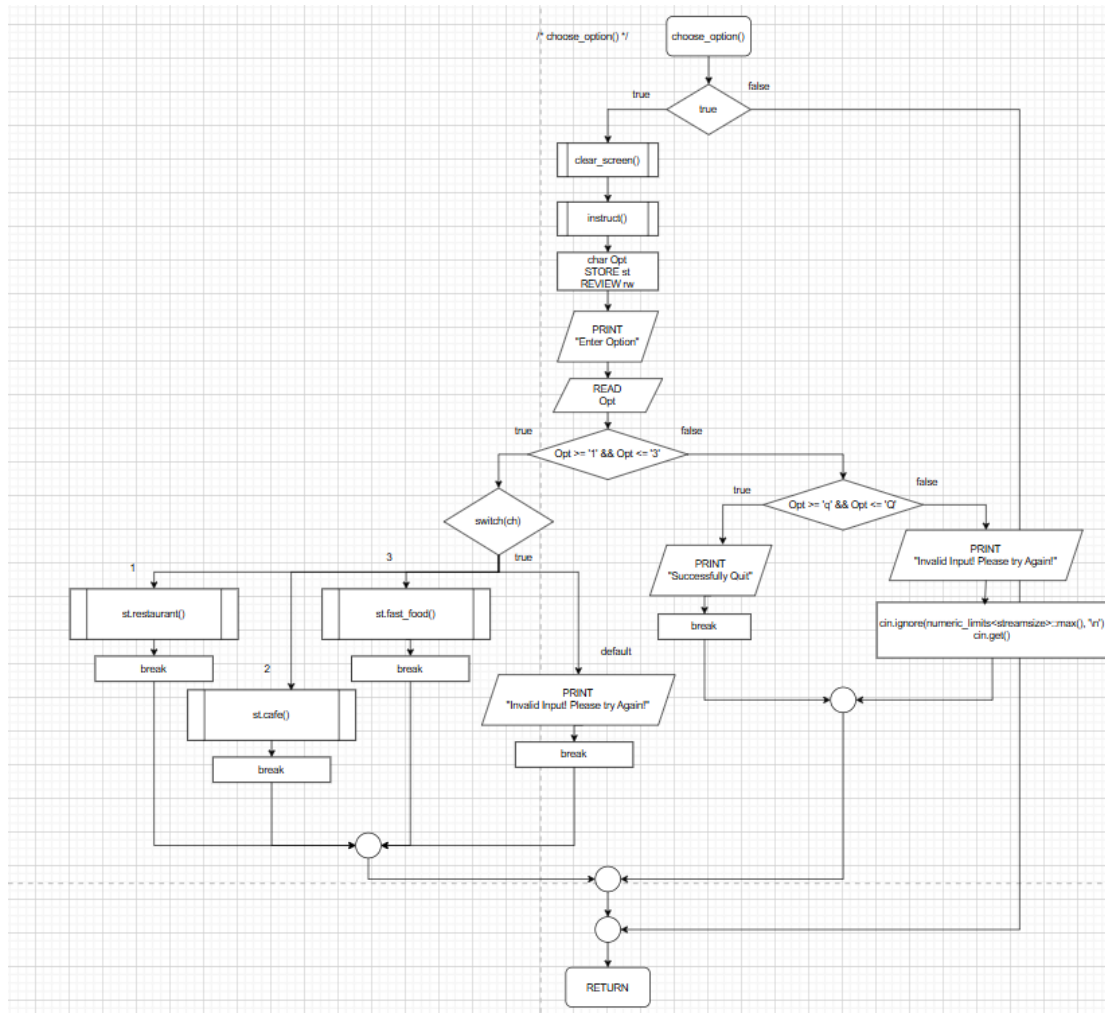 /* choose_option() */
choose_option()
true
false
true
clear_screen()
instruct()
char Opt
STORE st
REVIEW rw
PRINT
"Enter Option"
READ
Opt
true
false
Opt >= '1' && Opt <= '3'
true
false
Opt >= 'q' && Opt <= 'Q'
switch(ch)
PRINT
"Successfully Quit"
PRINT
"Invalid Input! Please try Again!"
1
3
true
st.restaurant()
st.fast_food()
break
cin.ignore(numeric_limits<streamsize>::max(), '\n')
cin.get()
break
break
default
2
st.cafe()
PRINT
"Invalid Input! Please try Again!"
break
break
RETURN